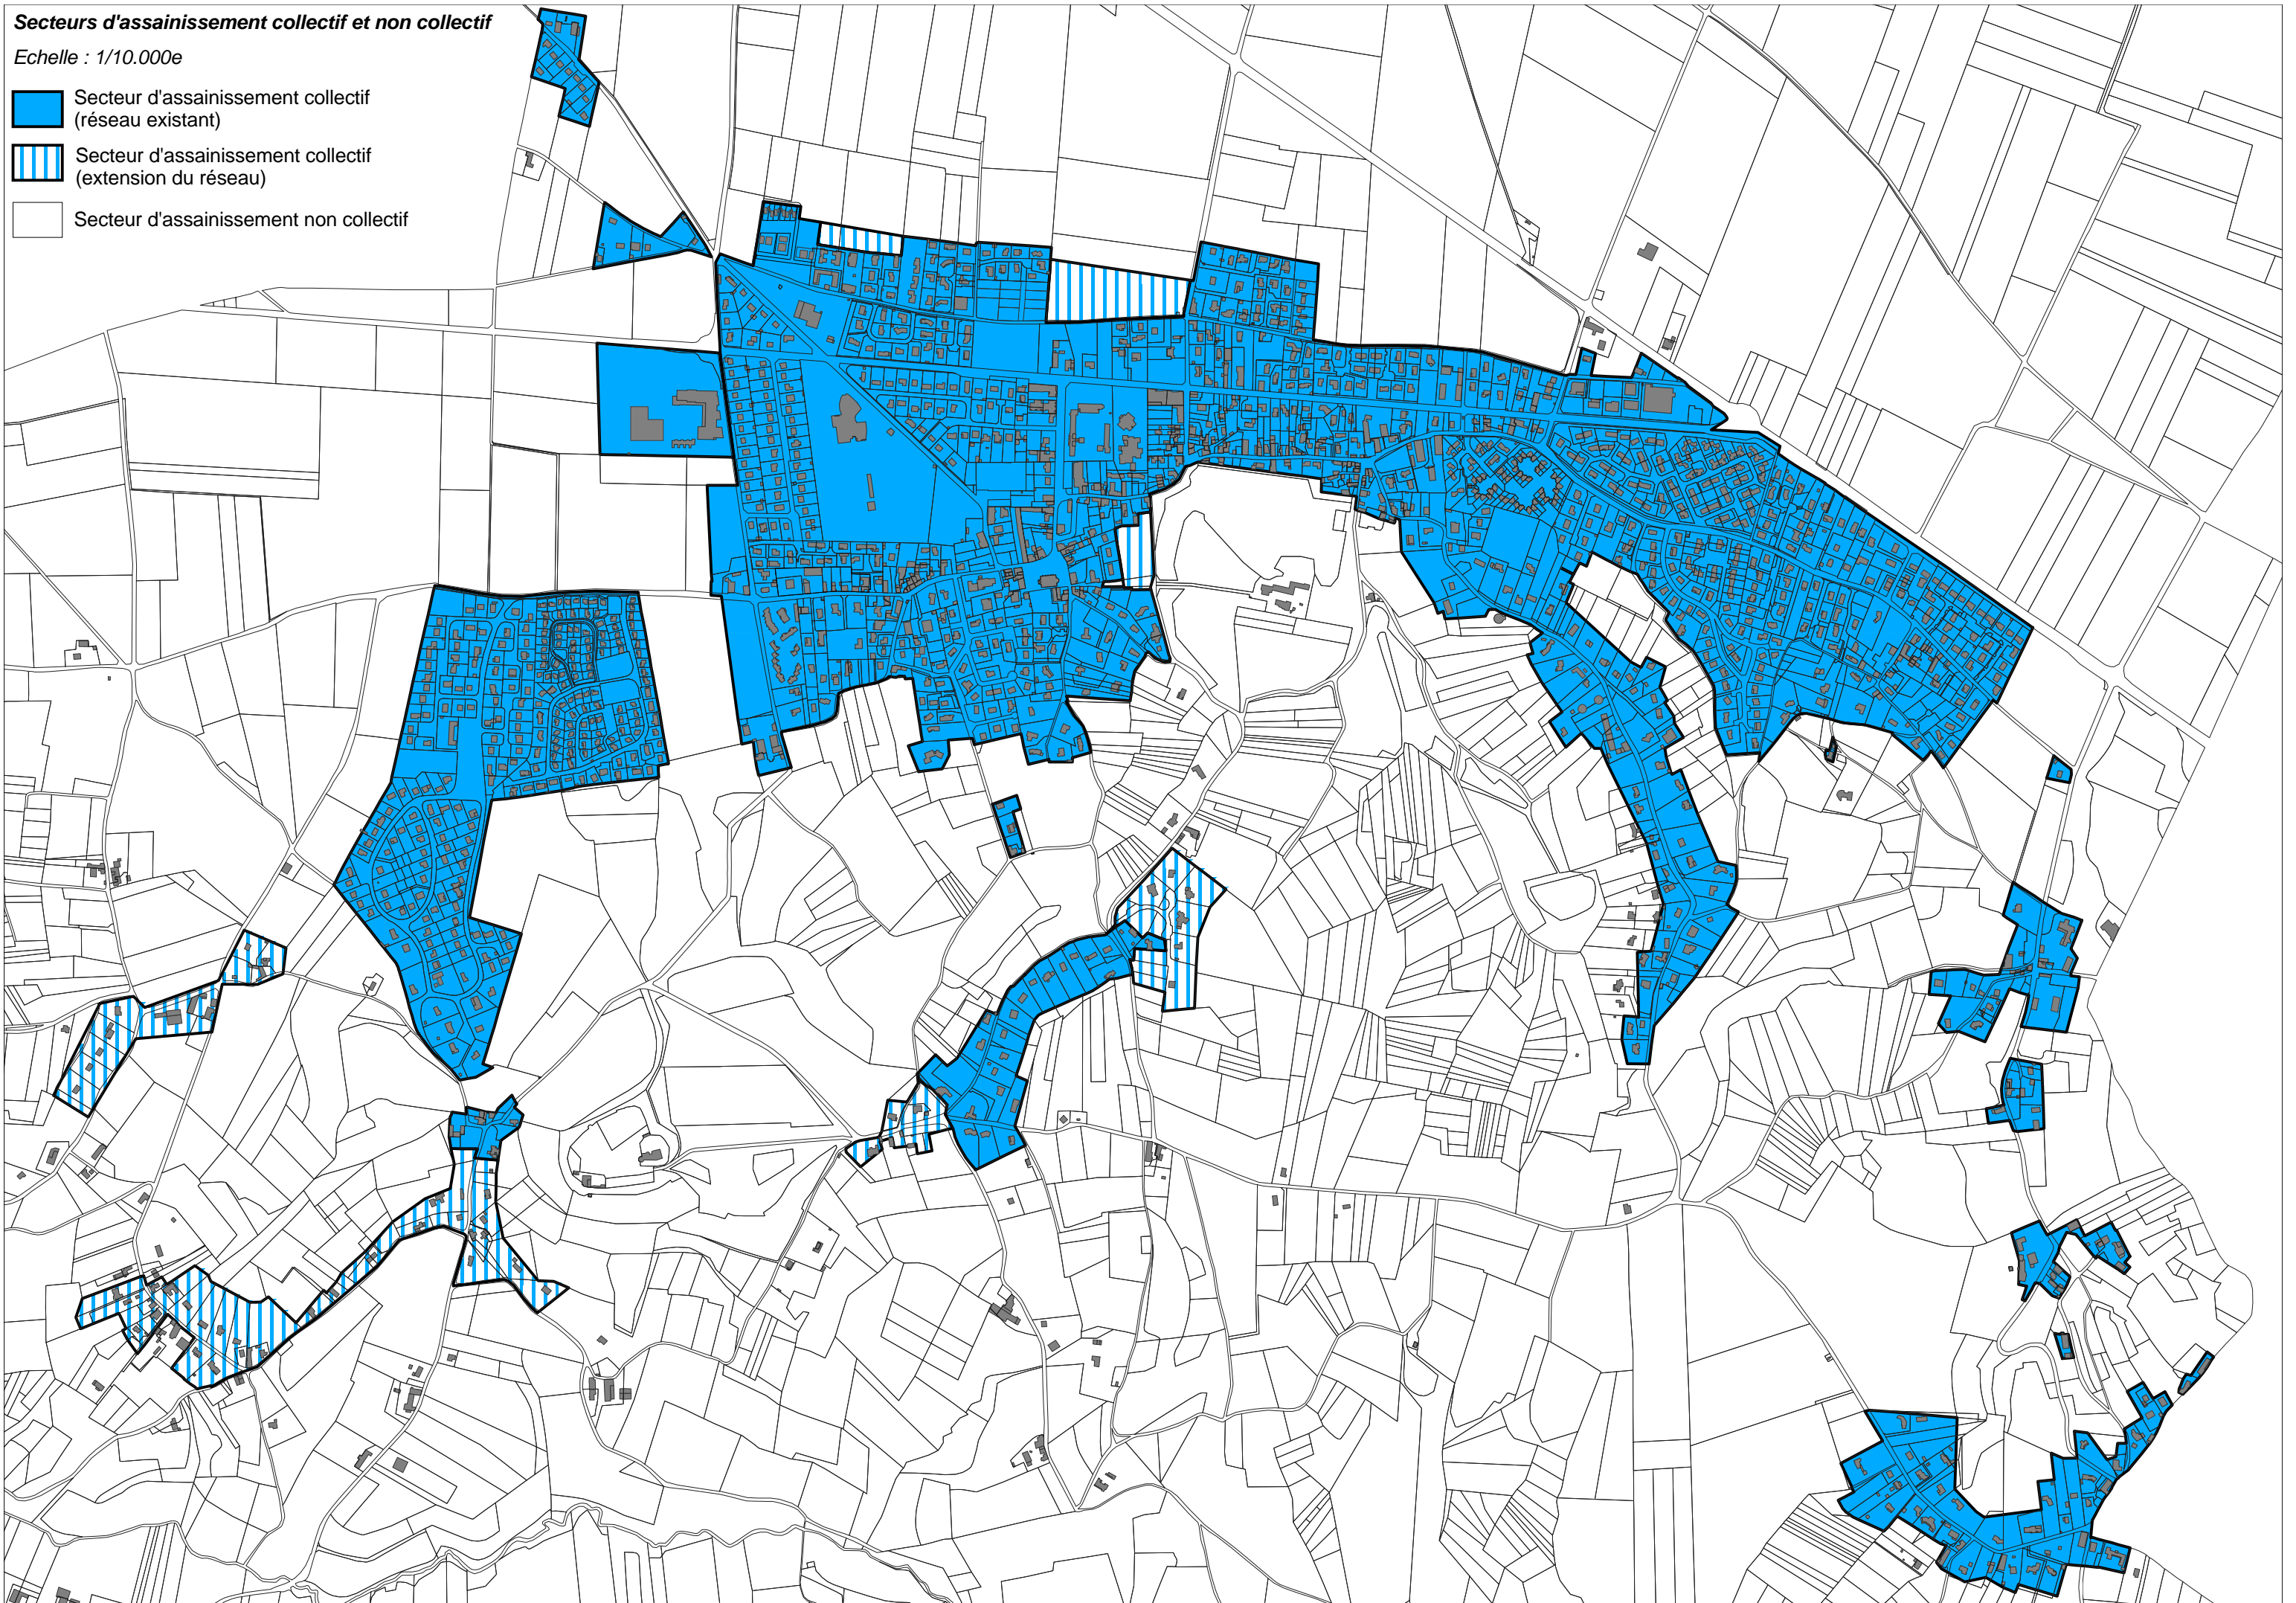 Secteurs d'assainissement collectif et non collectif
Echelle : 1/10.000e
Secteur d'assainissement collectif
(réseau existant)
Secteur d'assainissement collectif
(extension du réseau)
Secteur d'assainissement non collectif